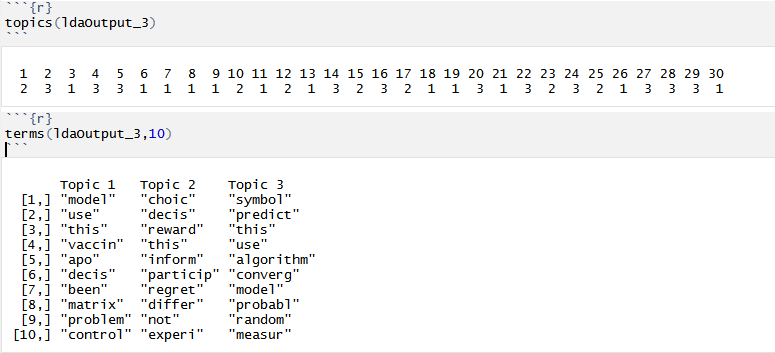 ```{r}
topics(ldaOutput_3)
```
1 2 3 4 5 6 7 8 9 10 11 12 13 14 15 16 17 18 19 20 21 22 23 24 25 26 27 28 29 30
2 3 1 3 3 1 1 1 1 2 1 2 1 3 2 3 2 1 1 3 1 3 2 3 2 1 3 3 3 1
```{r}
terms(ldaOutput_3,10)
```
Topic 1 Topic 2 Topic 3
[1,] "model" "choic" "symbol"
[2,] "use" "decis" "predict"
[3,] "this" "reward" "this"
[4,] "vaccin" "this" "use"
[5,] "apo" "inform" "algorithm"
[6,] "decis" "particip" "converg"
[7,] "been" "regret" "model"
[8,] "matrix" "differ" "probabl"
[9,] "problem" "not" "random"
[10,] "control" "experi" "measur"